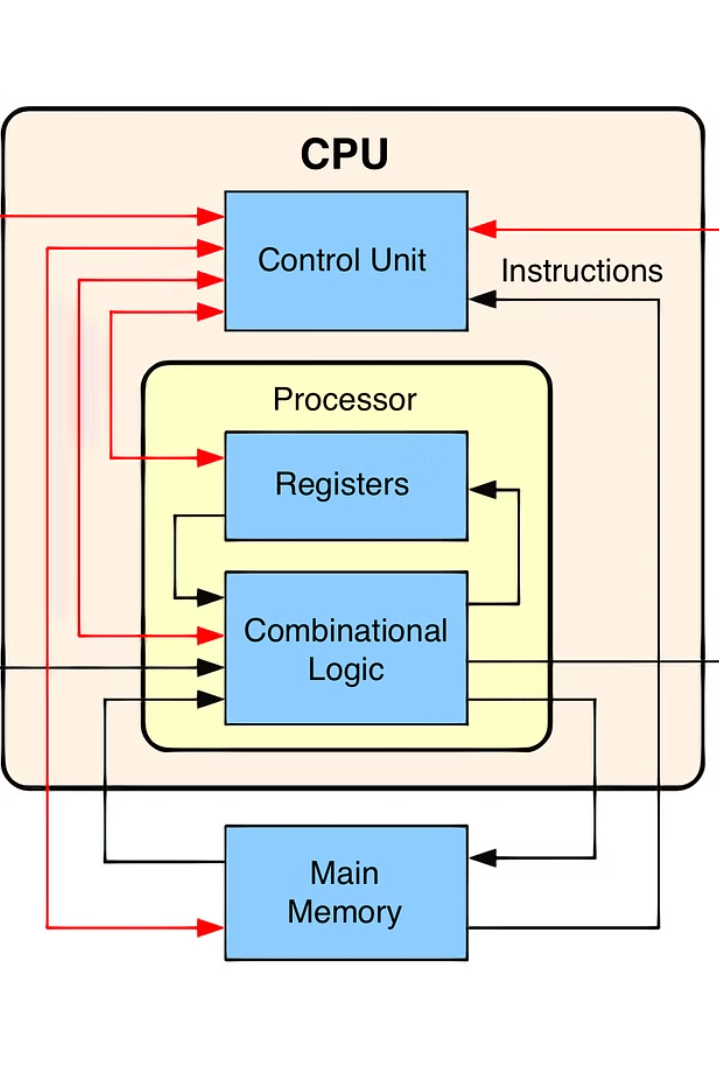 CPU
Control Unit
Instructions
Processor
Registers
Combinational
Logic
Main
Memory